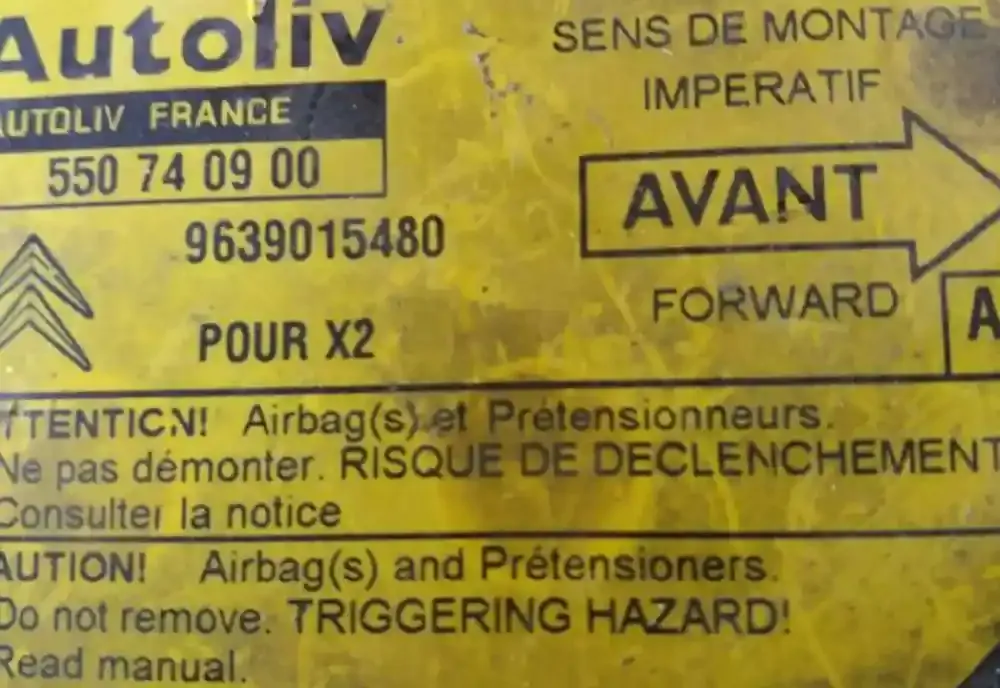 Autoliv
AUTOLIV FRANCE
550 74 09 00
9639015480
POUR X2
SENS DE MONTAGE
IMPERATIF
AVANT
FORWARD
A
TTENTION! Airbag(s) et Prétensionneurs.
Ne pas démonter. RISQUE DE DECLENCHEMENT
Consulter la notice
AUTION! Airbag(s) and Prétensioners.
Do not remove. TRIGGERING HAZARD!
Read manual.